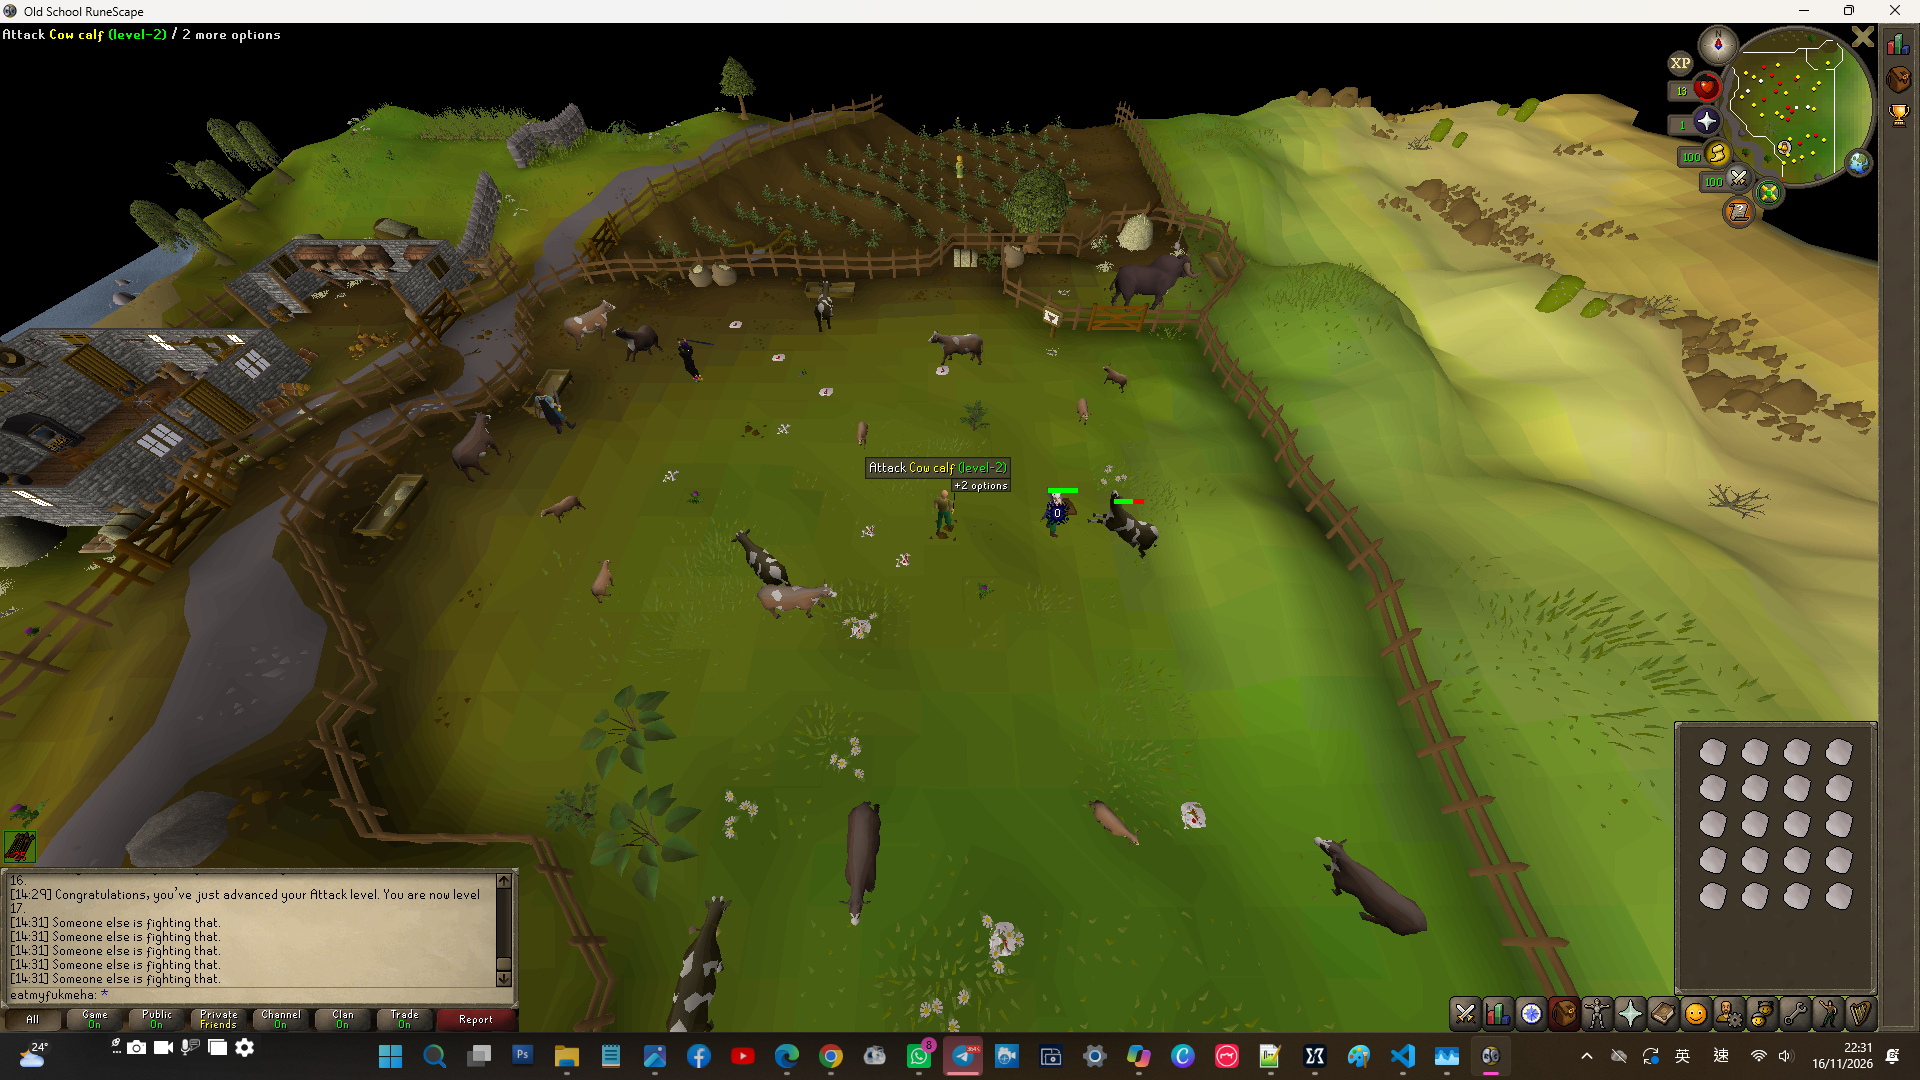 Old School RuneScape
Attack Cow calf (level-2) / 2 more options
N
XP
13
1
100
100
Attack Cow calf (level-2)
+2 options
0
16.
[14:29] Congratulations, you've just advanced your Attack level. You are now level
17.
[14:31] Someone else is fighting that.
[14:31] Someone else is fighting that.
[14:31] Someone else is fighting that.
[14:31] Someone else is fighting that.
[14:31] Someone else is fighting that.
eatmyfukmeha: *
All
Game
On
Public
On
Private
Friends
Channel
On
Clan
On
Trade
On
Report
24°
Ps
8
英
速
22:31
16/11/2026